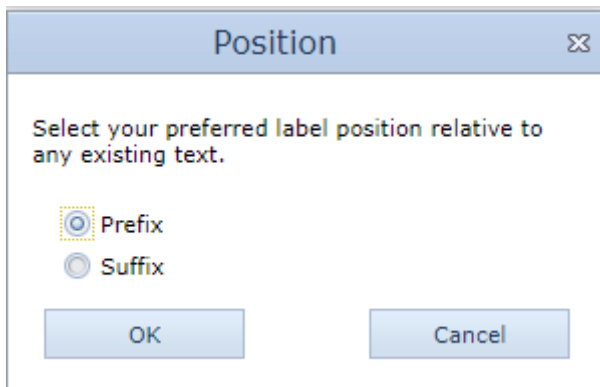 Position
Select your preferred label position relative to
any existing text.
Prefix
Suffix
OK
Cancel